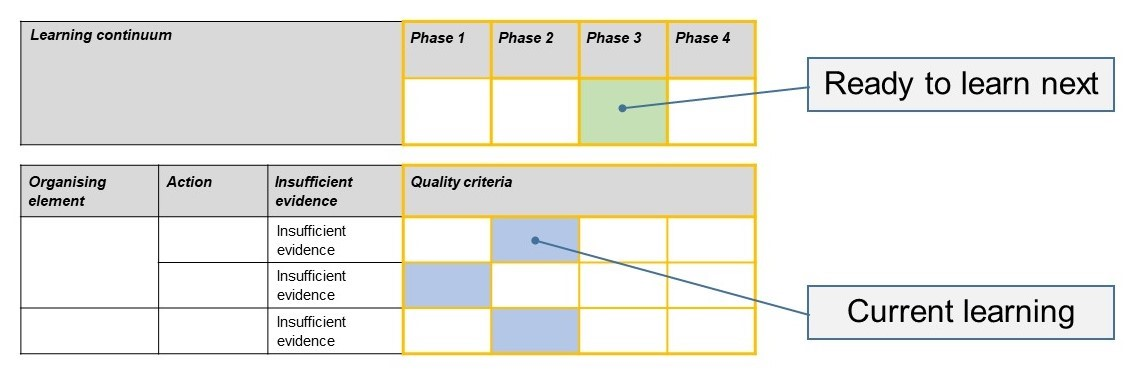 Learning continuum
Phase 1
Phase 2
Phase 3
Phase 4
Ready to learn next
Organising
element
Action
Insufficient
evidence
Quality criteria
Insufficient
evidence
Insufficient
evidence
Insufficient
evidence
Current learning